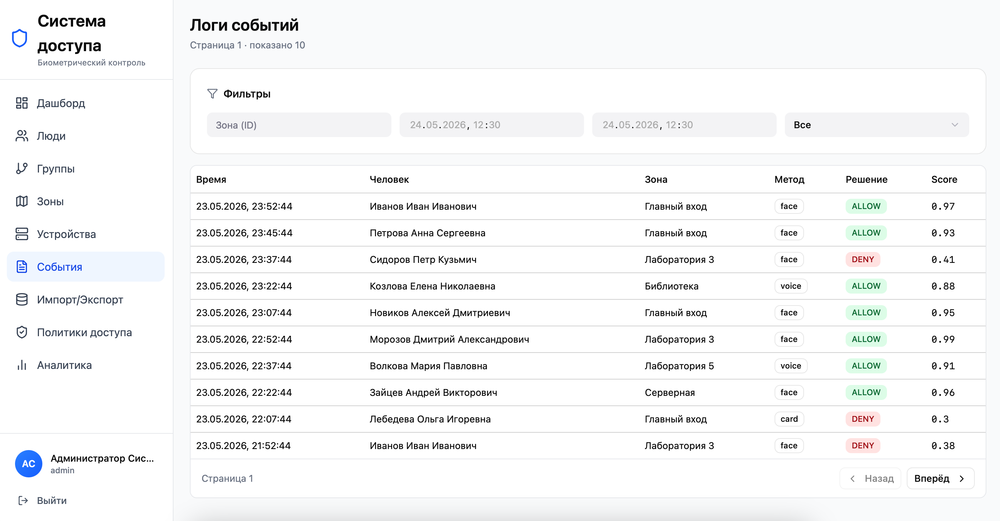 Система
доступа
Биометрический контроль
Дашборд
Люди
Группы
Зоны
Устройства
События
Импорт/Экспорт
Политики доступа
Аналитика
АС
Администратор Сис...
admin
Выйти
Логи событий
Страница 1 · показано 10
Фильтры
Зона (ID) 24.05.2026, 12:30 24.05.2026, 12:30 Все
Время Человек Зона Метод Решение Score
23.05.2026, 23:52:44 Иванов Иван Иванович Главный вход face ALLOW 0.97
23.05.2026, 23:45:44 Петрова Анна Сергеевна Главный вход face ALLOW 0.93
23.05.2026, 23:37:44 Сидоров Петр Кузьмич Лаборатория 3 face DENY 0.41
23.05.2026, 23:22:44 Козлова Елена Николаевна Библиотека voice ALLOW 0.88
23.05.2026, 23:07:44 Новиков Алексей Дмитриевич Главный вход face ALLOW 0.95
23.05.2026, 22:52:44 Морозов Дмитрий Александрович Лаборатория 3 face ALLOW 0.99
23.05.2026, 22:37:44 Волкова Мария Павловна Лаборатория 5 voice ALLOW 0.91
23.05.2026, 22:22:44 Зайцев Андрей Викторович Серверная face ALLOW 0.96
23.05.2026, 22:07:44 Лебедева Ольга Игоревна Главный вход card DENY 0.3
23.05.2026, 21:52:44 Иванов Иван Иванович Лаборатория 3 face DENY 0.38
Страница 1 Назад Вперёд